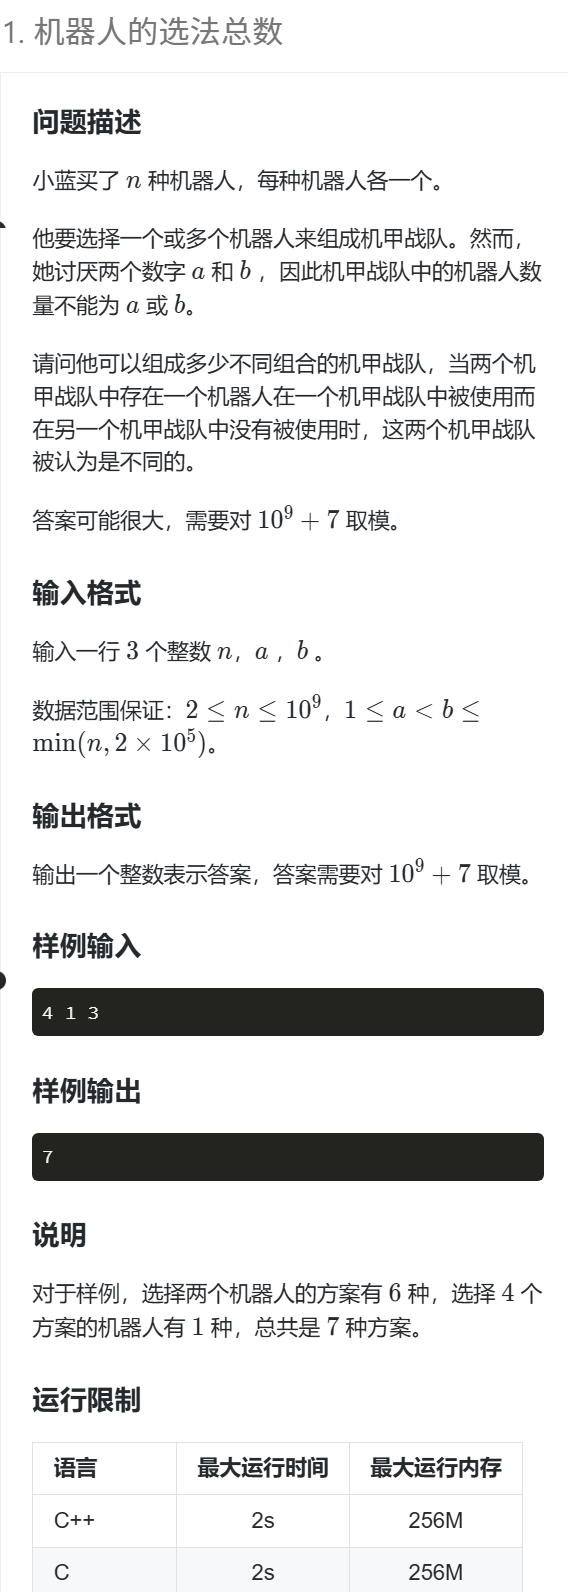 1. 机器人的选法总数
问题描述
小蓝买了 n 种机器人，每种机器人各一个。
他要选择一个或多个机器人来组成机甲战队。然而，
她讨厌两个数字 a 和 b ，因此机甲战队中的机器人数
量不能为 a 或 b。
请问他可以组成多少不同组合的机甲战队，当两个机
甲战队中存在一个机器人在一个机甲战队中被使用而
在另一个机甲战队中没有被使用时，这两个机甲战队
被认为是不同的。
答案可能很大，需要对 10⁹ + 7 取模。
输入格式
输入一行 3 个整数 n，a ，b 。
数据范围保证：2 ≤ n ≤ 10⁹，1 ≤ a < b ≤
min(n, 2 × 10⁵)。
输出格式
输出一个整数表示答案，答案需要对 10⁹ + 7 取模。
样例输入
4 1 3
样例输出
7
说明
对于样例，选择两个机器人的方案有 6 种，选择 4 个
方案的机器人有 1 种，总共是 7 种方案。
运行限制
语言 最大运行时间 最大运行内存
C++ 2s 256M
C 2s 256M